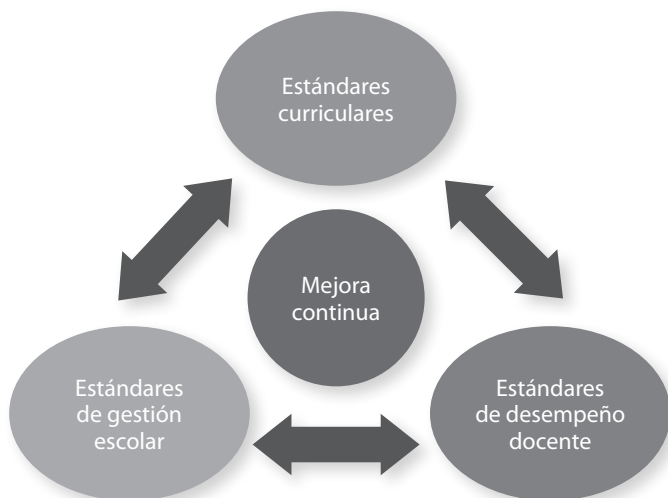 Estándares
curriculares
Mejora
continua
Estándares
de gestión
escolar
Estándares
de desempeño
docente